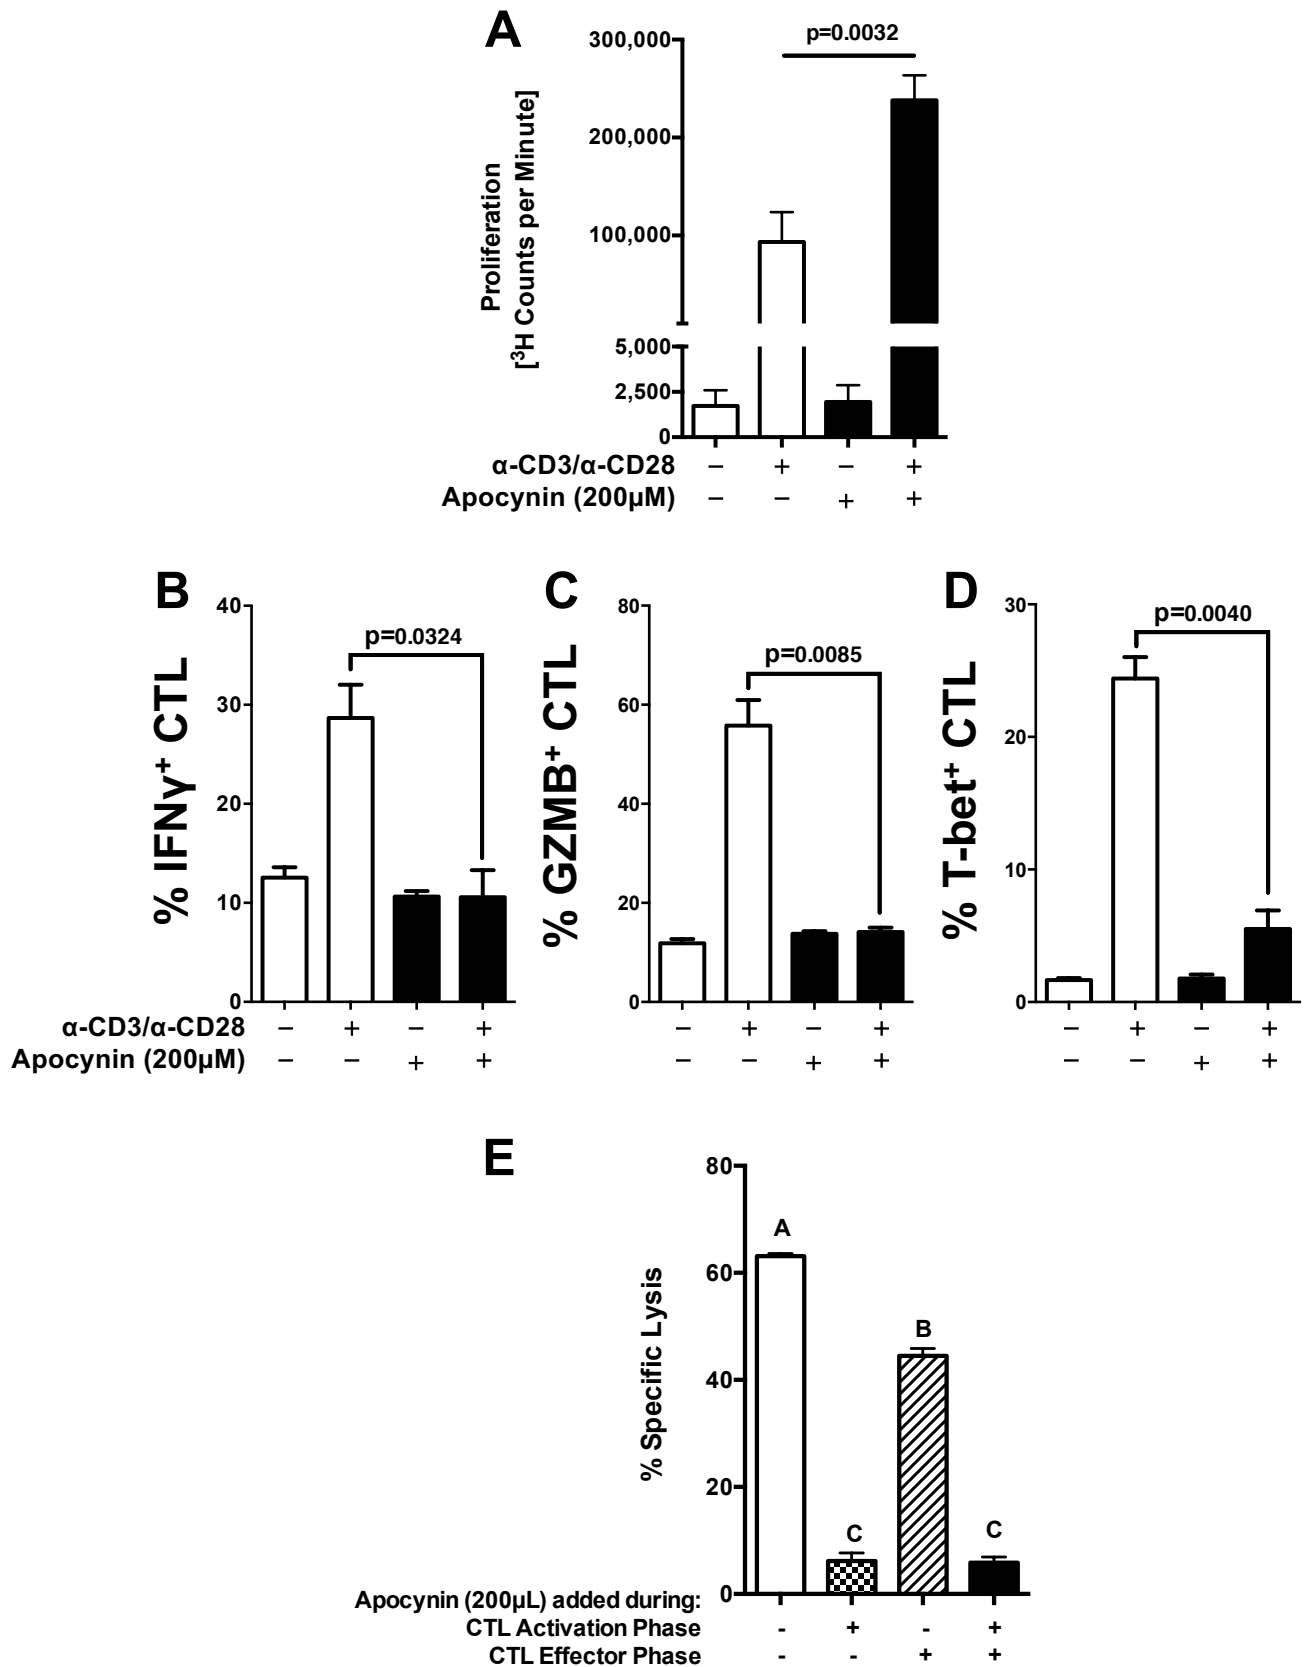 A
p=0.0032
Proliferation
[³H Counts per Minute]
300,000
200,000
100,000
5,000
2,500
0
α-CD3/α-CD28 − + − +
Apocynin (200μM) − − + +
B
% IFNγ⁺ CTL
40
30
20
10
0
p=0.0324
C
% GZMB⁺ CTL
80
60
40
20
0
p=0.0085
D
% T-bet⁺ CTL
30
20
10
0
p=0.0040
α-CD3/α-CD28 − + − + − + − + − + − +
Apocynin (200μM) − − + + − − + + − − + +
E
% Specific Lysis
80
60
40
20
0
A
C
B
C
Apocynin (200μL) added during:
CTL Activation Phase - + - +
CTL Effector Phase - - + +